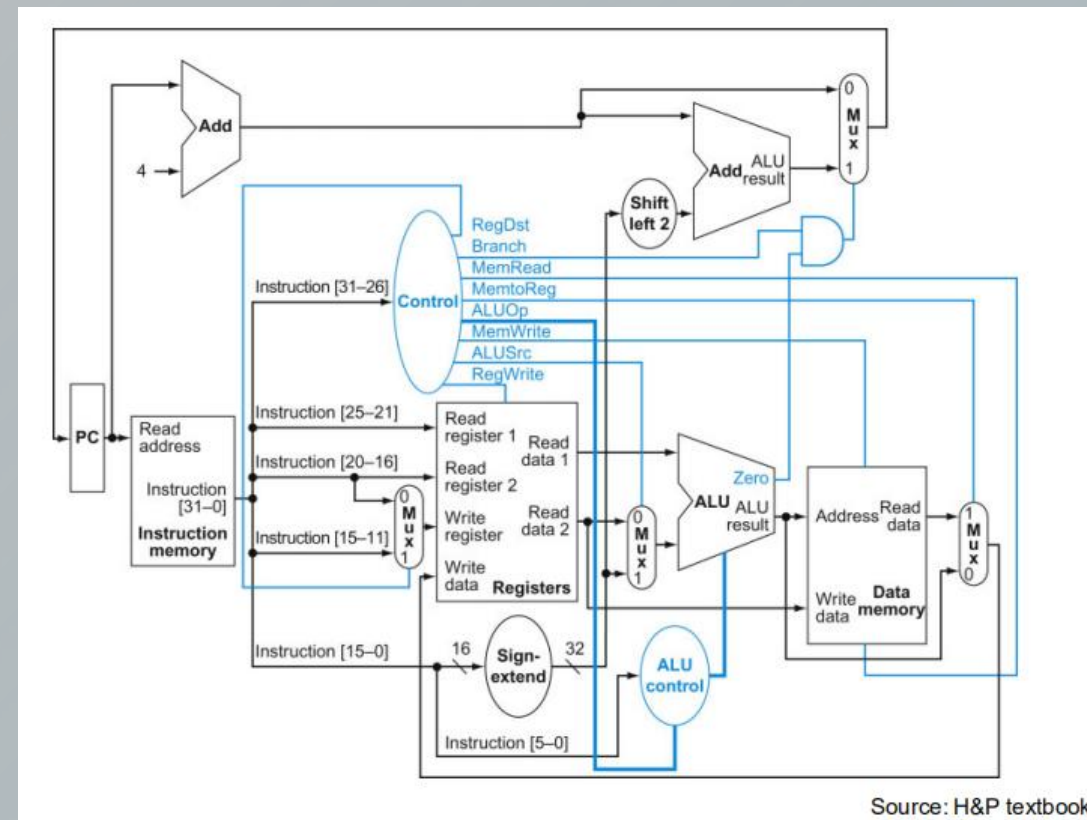 Add
4
0
M
u
x
1
Add
ALU
result
Shift
left 2
RegDst
Branch
MemRead
MemtoReg
ALUOp
MemWrite
ALUSrc
RegWrite
Control
Instruction [31–26]
Instruction [25–21]
Instruction [20–16]
Instruction [15–11]
Instruction [15–0]
Instruction [5–0]
PC
Read
address
Instruction
[31–0]
Instruction
memory
0
M
u
x
1
Read
register 1
Read
register 2
Write
register
Write
data
Read
data 1
Read
data 2
Registers
16
Sign-
extend
32
0
M
u
x
1
Zero
ALU
ALU
result
ALU
control
Address
Read
data
Write
data
Data
memory
1
M
u
x
0
Source: H&P textbook